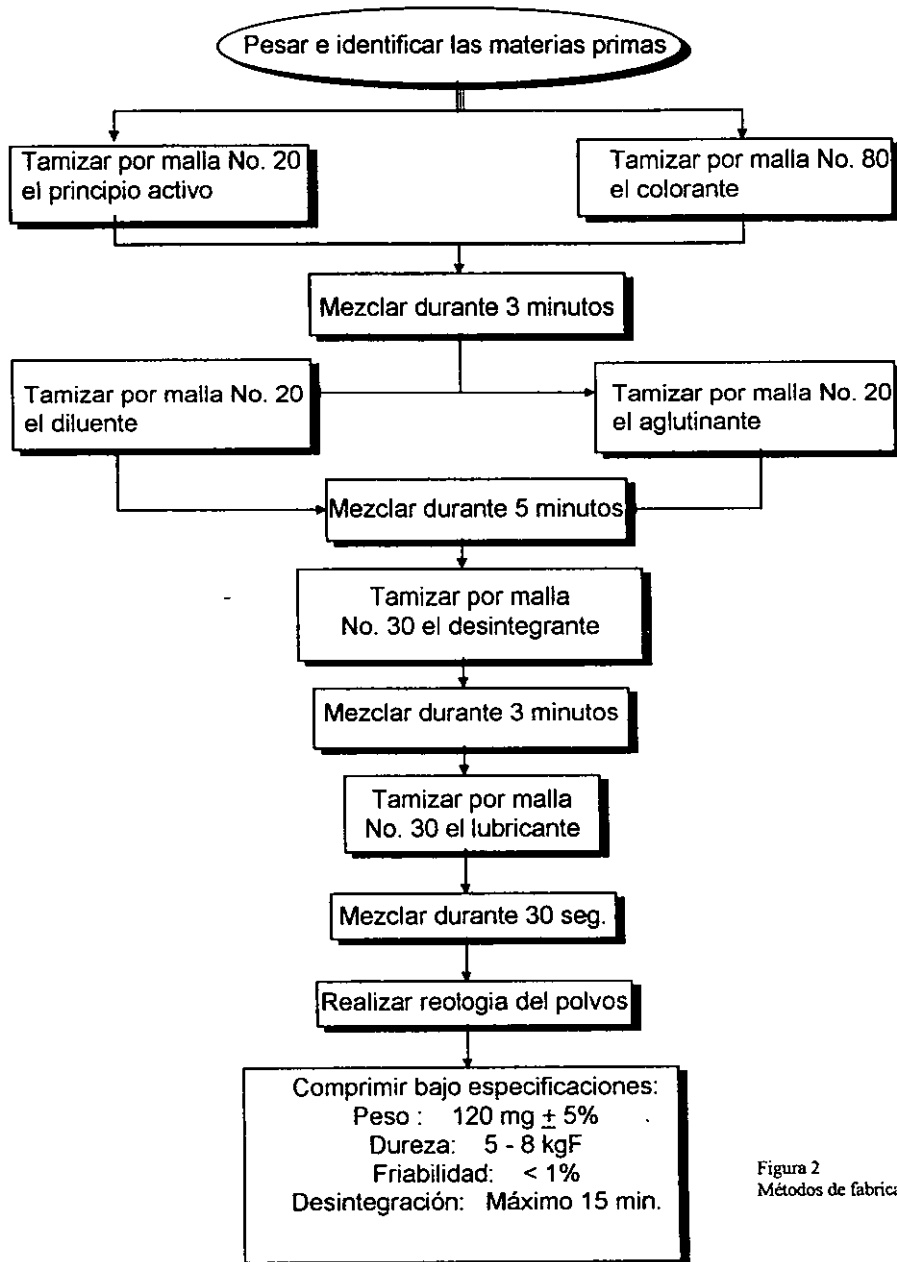 Pesar e identificar las materias primas
Tamizar por malla No. 20
el principio activo
Tamizar por malla No. 80
el colorante
Mezclar durante 3 minutos
Tamizar por malla No. 20
el diluente
Tamizar por malla No. 20
el aglutinante
Mezclar durante 5 minutos
Tamizar por malla
No. 30 el desintegrante
Mezclar durante 3 minutos
Tamizar por malla
No. 30 el lubricante
Mezclar durante 30 seg.
Realizar reologia del polvos
Comprimir bajo especificaciones:
Peso : 120 mg ± 5%
Dureza: 5 - 8 kgF
Friabilidad: < 1%
Desintegración: Máximo 15 min.
Figura 2
Métodos de fabrica